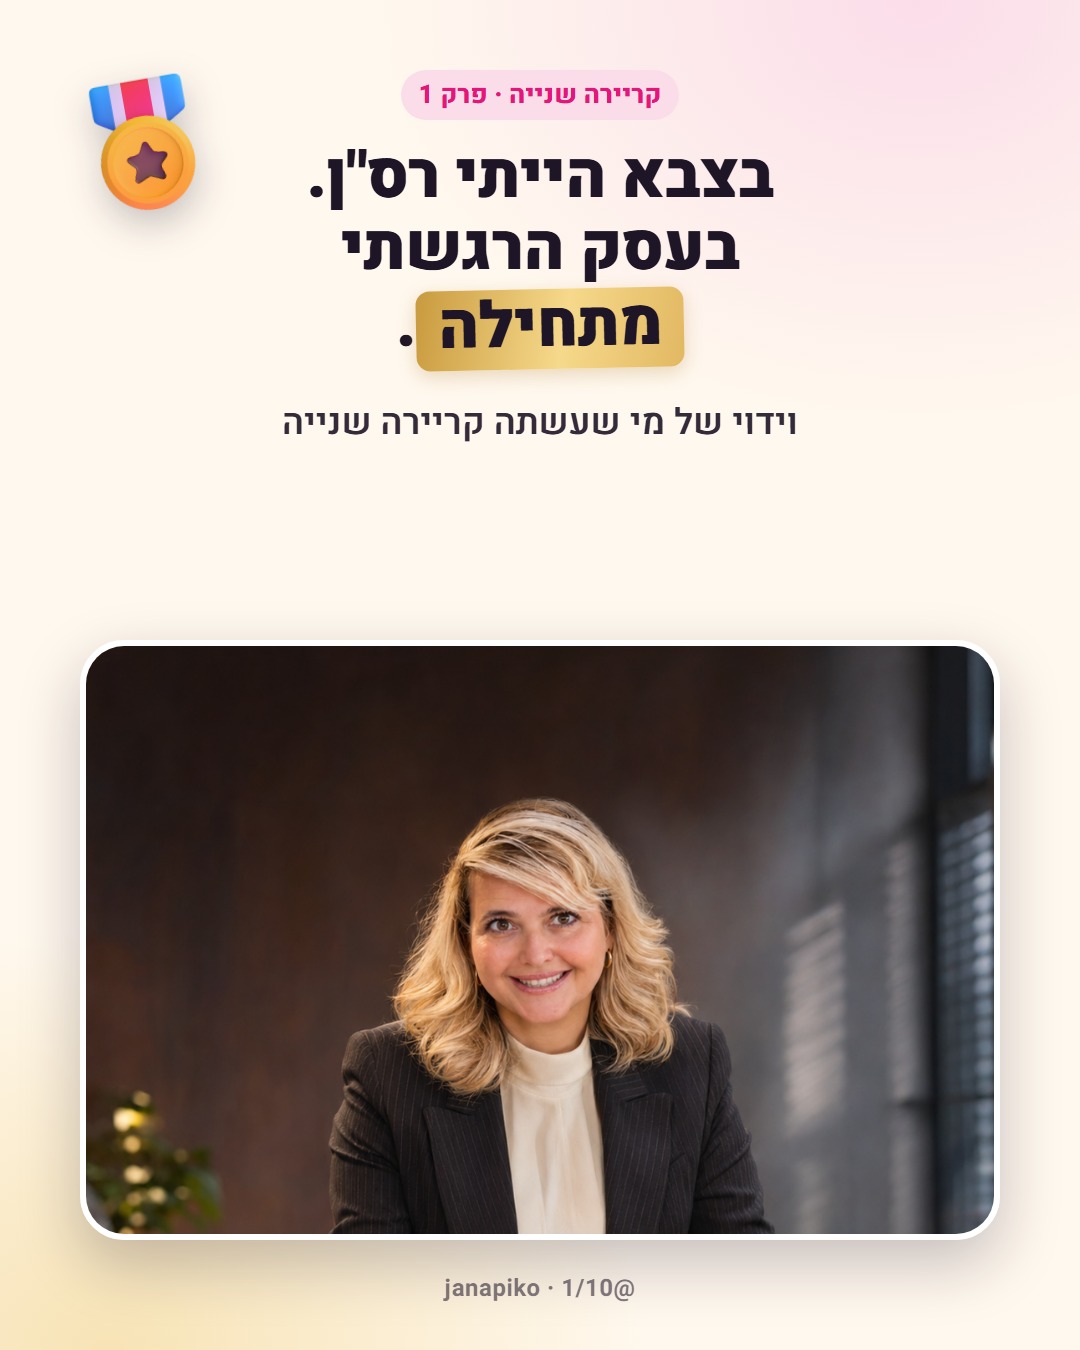 קריירה שנייה · פרק 1
בצבא הייתי רס"ן.
בעסק הרגשתי
מתחילה.
וידוי של מי שעשתה קריירה שנייה
janapiko · 1/10@